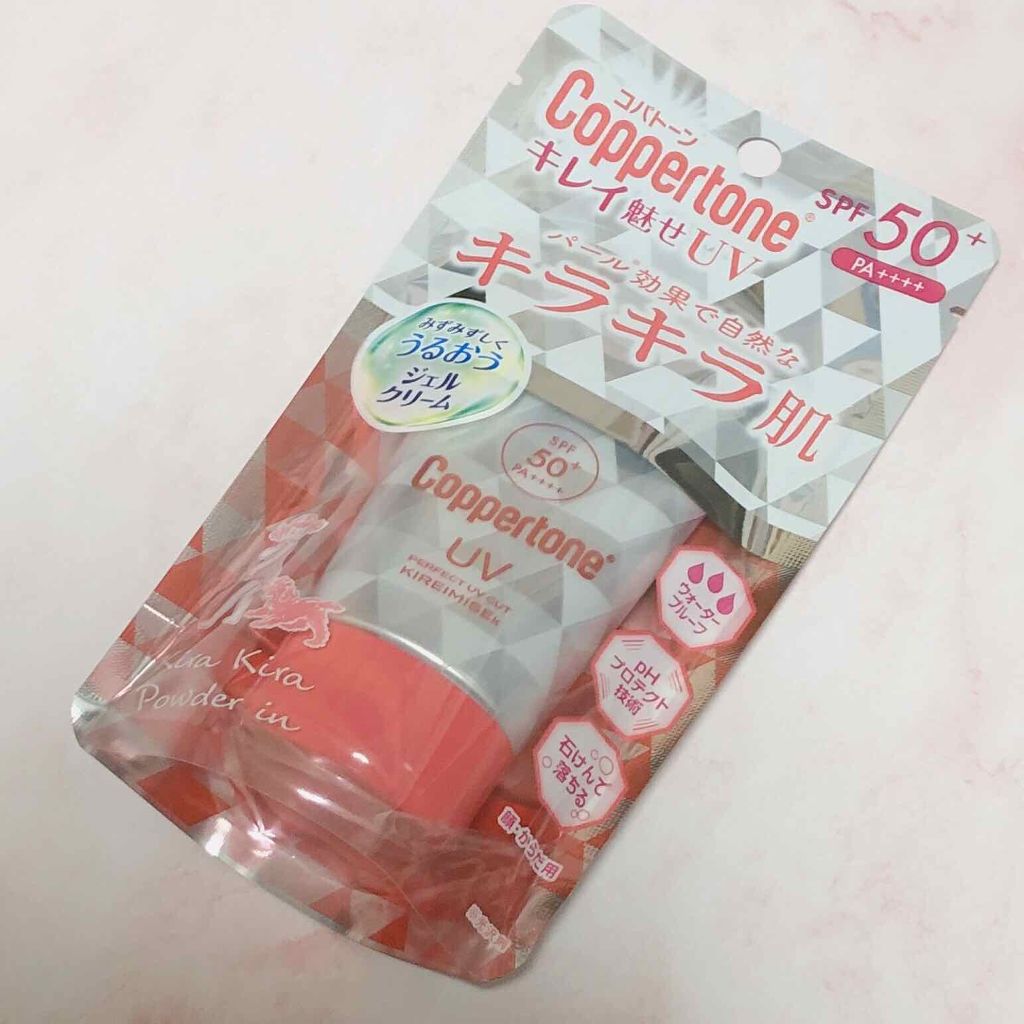 コパトーン
Coppertone®
キレイ魅せUV
SPF 50+
PA++++
パール※効果で自然な
キラキラ肌
みずみずしく
うるおう
ジェル
クリーム
SPF
50+
PA++++
Coppertone®
UV
PERFECT UV CUT
KIREIMISEk
ウォーター
プルーフ
pH
プロテクト
技術
石けんで
落ちる
Kira Kira
Powder in
顔・からだ用